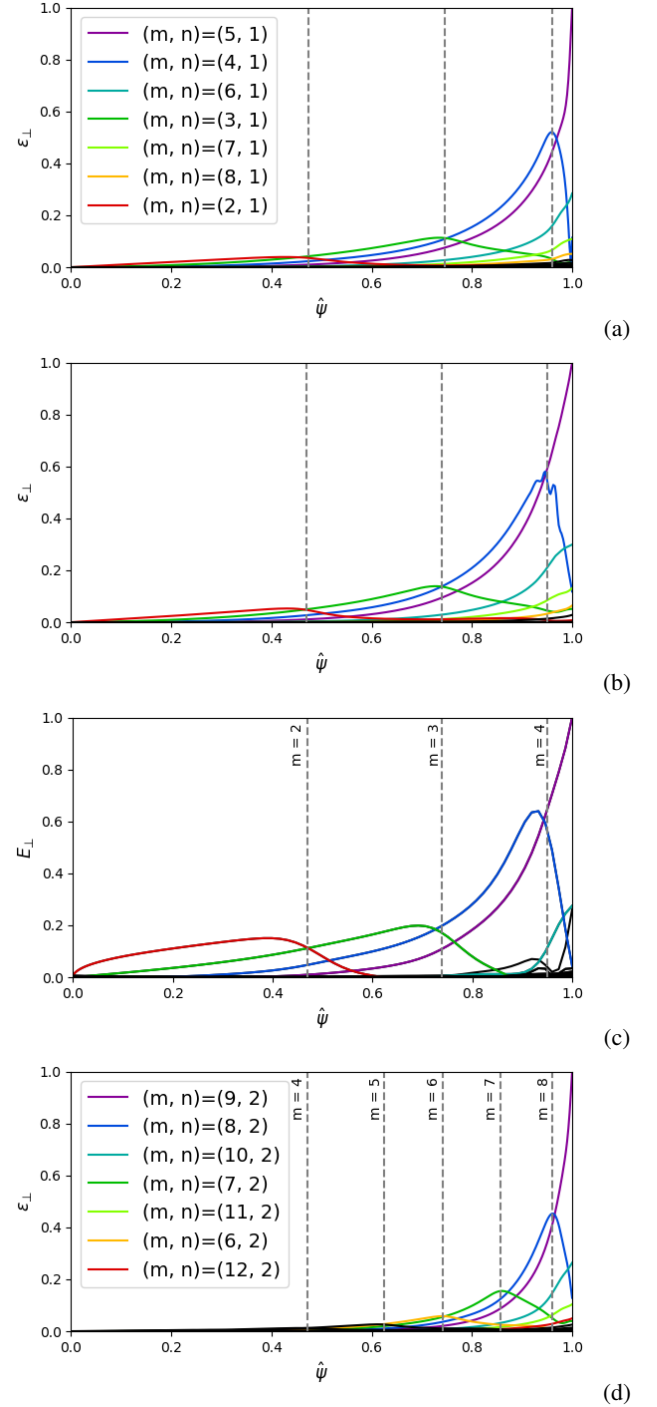 1.0
0.8
0.6
0.4
0.2
0.0
ε⊥
(m, n)=(5, 1)
(m, n)=(4, 1)
(m, n)=(6, 1)
(m, n)=(3, 1)
(m, n)=(7, 1)
(m, n)=(8, 1)
(m, n)=(2, 1)
0.0 0.2 0.4 0.6 0.8 1.0
ψ̂
(a)
1.0
0.8
0.6
0.4
0.2
0.0
ε⊥
0.0 0.2 0.4 0.6 0.8 1.0
ψ̂
(b)
1.0
0.8
0.6
0.4
0.2
0.0
E⊥
m = 2
m = 3
m = 4
0.0 0.2 0.4 0.6 0.8 1.0
ψ̂
(c)
1.0
0.8
0.6
0.4
0.2
0.0
ε⊥
(m, n)=(9, 2)
(m, n)=(8, 2)
(m, n)=(10, 2)
(m, n)=(7, 2)
(m, n)=(11, 2)
(m, n)=(6, 2)
(m, n)=(12, 2)
m = 4
m = 5
m = 6
m = 7
m = 8
0.0 0.2 0.4 0.6 0.8 1.0
ψ̂
(d)